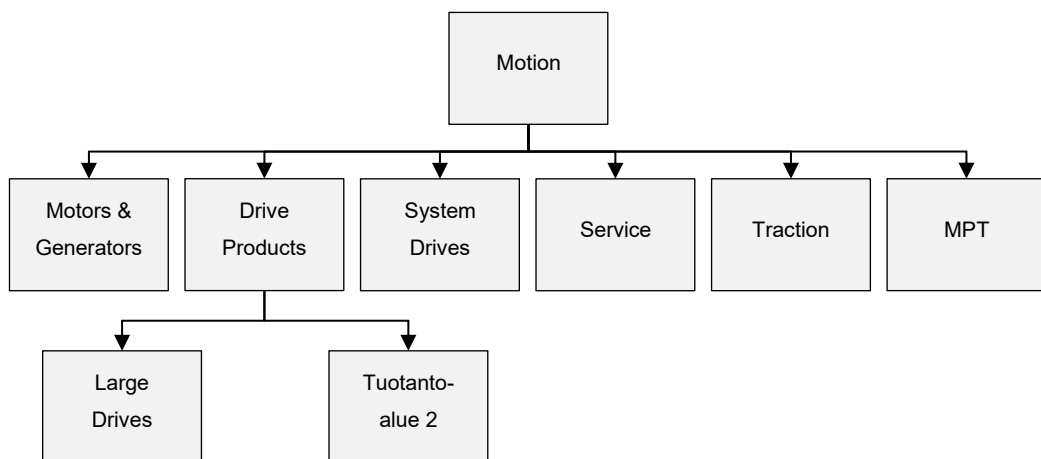 Motion
Motors &
Generators
Drive
Products
System
Drives
Service
Traction
MPT
Large
Drives
Tuotanto-
alue 2